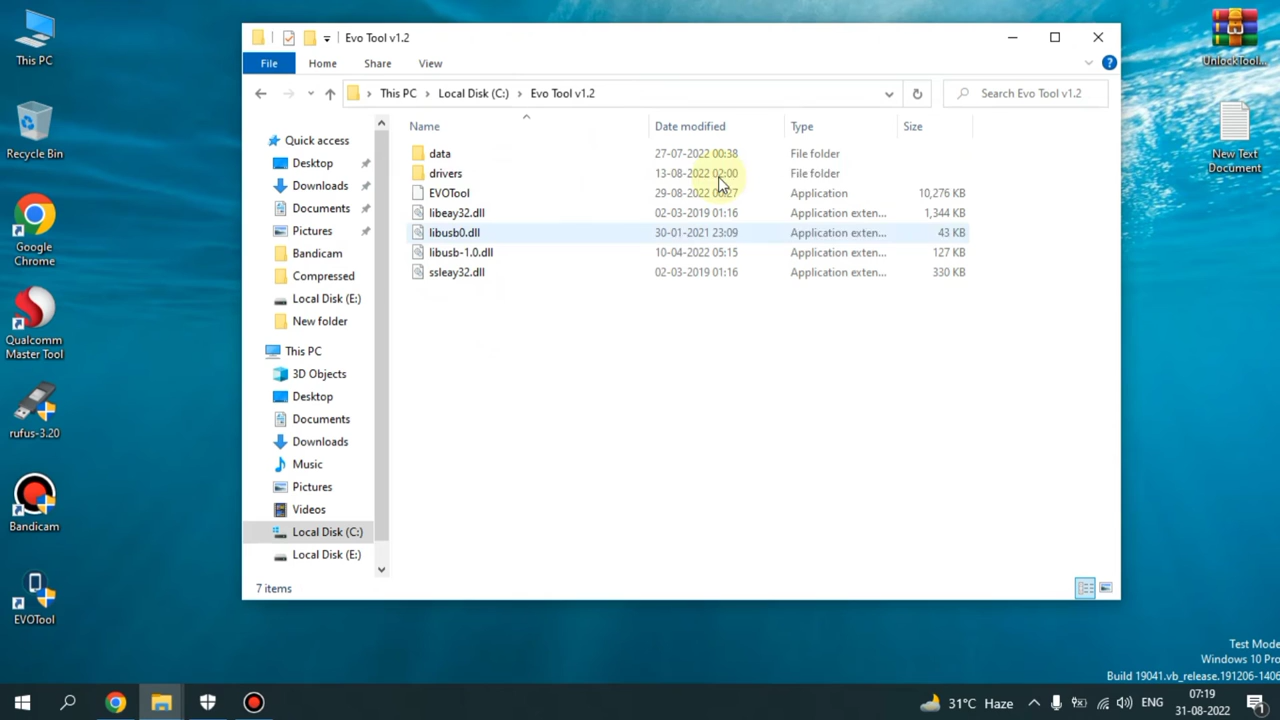 This PC
Recycle Bin
Google
Chrome
Qualcomm
Master Tool
rufus-3.20
Bandicam
EVOTool
Evo Tool v1.2
File Home Share View
This PC Local Disk (C:) Evo Tool v1.2 Search Evo Tool v1.2
Quick access
Desktop
Downloads
Documents
Pictures
Bandicam
Compressed
Local Disk (E:)
New folder
This PC
3D Objects
Desktop
Documents
Downloads
Music
Pictures
Videos
Local Disk (C:)
Local Disk (E:)
Name Date modified Type Size
data 27-07-2022 00:38 File folder
drivers 13-08-2022 02:00 File folder
EVOTool 29-08-2022 Application 10,276 KB
libeay32.dll 02-03-2019 01:16 Application exten... 1,344 KB
libusb0.dll 30-01-2021 23:09 Application exten... 43 KB
libusb-1.0.dll 10-04-2022 05:15 Application exten... 127 KB
ssleay32.dll 02-03-2019 01:16 Application exten... 330 KB
7 items
UnlockTool...
New Text
Document
Test Mode
Windows 10 Pro
Build 19041.vb_release.191206-1406
31°C Haze ENG 07:19
31-08-2022
1